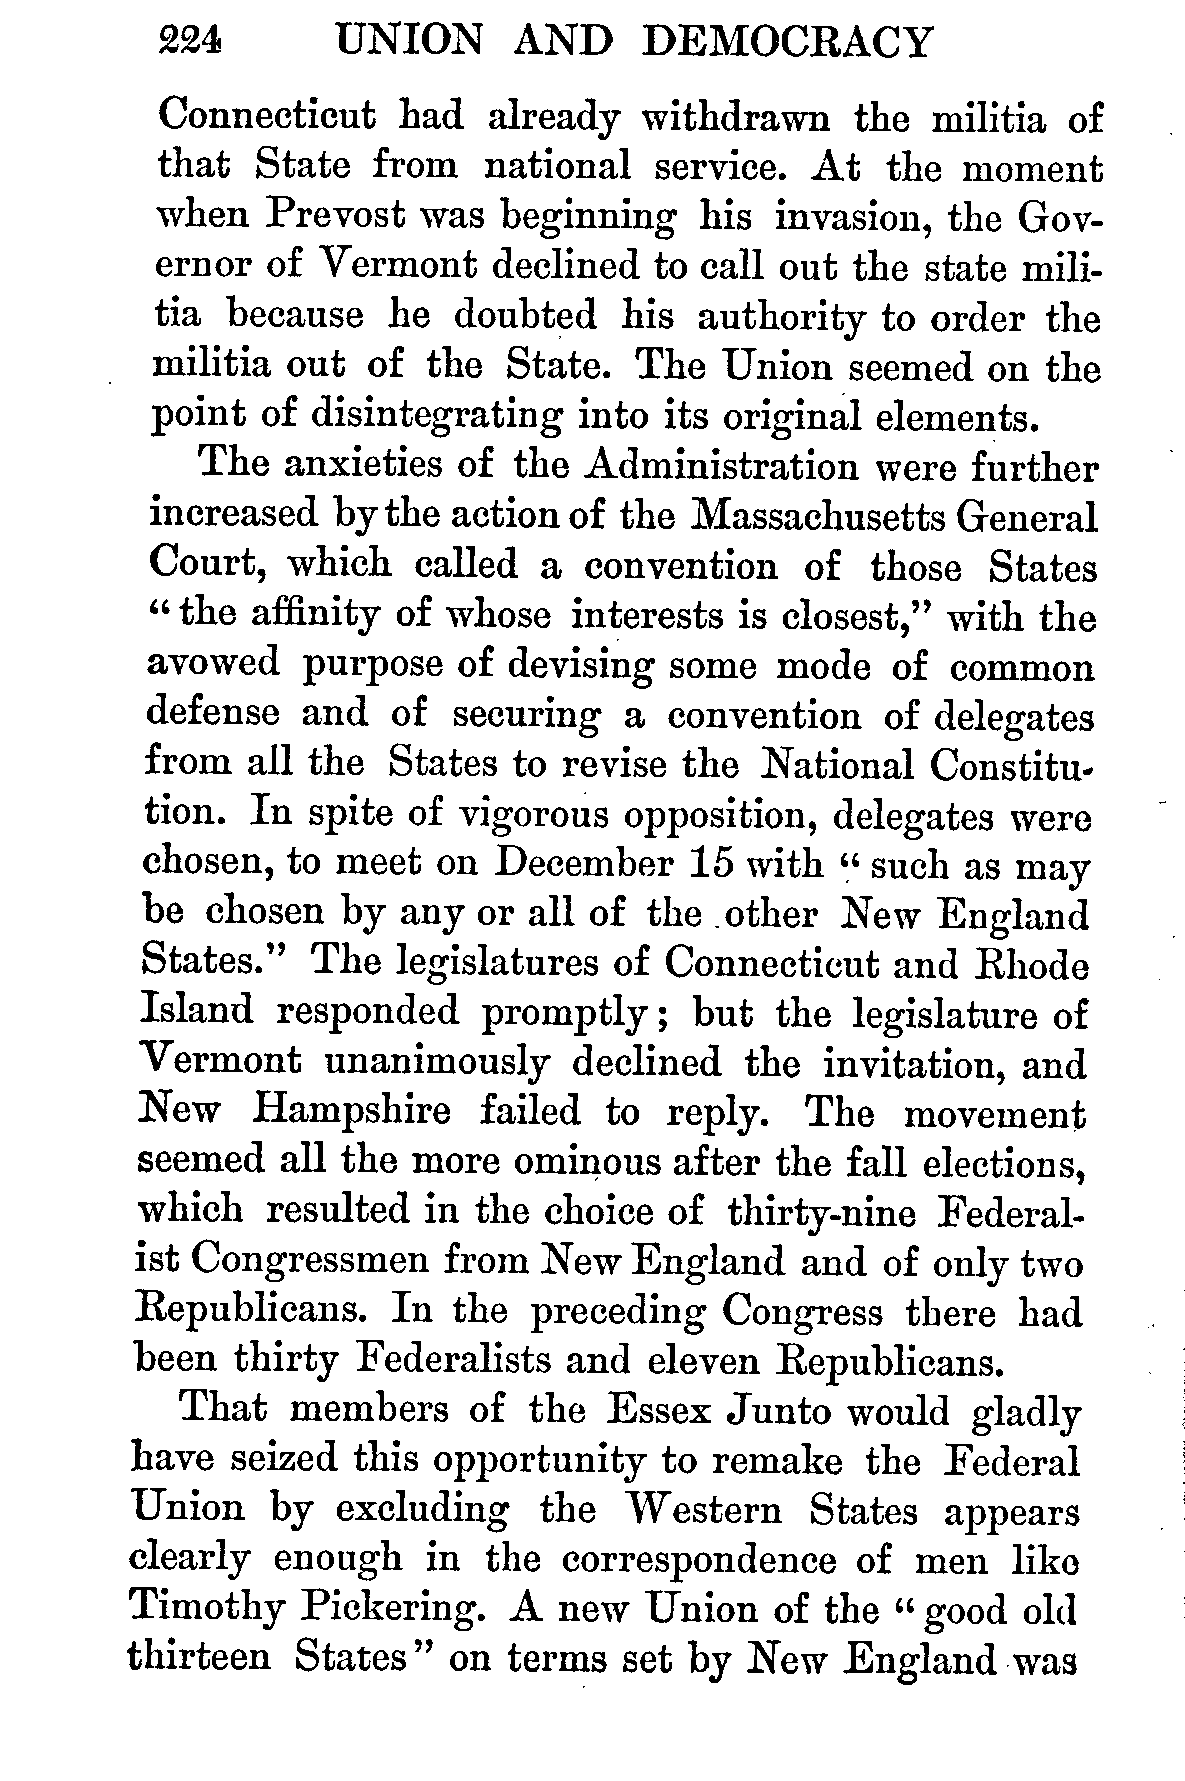 224 UNION AND DEMOCRACY
Connecticut had already withdrawn the militia of
that State from national service. At the moment
when Prevost was beginning his invasion, the Gov-
ernor of Vermont declined to call out the state mili-
tia because he doubted his authority to order the
militia out of the State. The Union seemed on the
point of disintegrating into its original elements.
The anxieties of the Administration were further
increased by the action of the Massachusetts General
Court, which called a convention of those States
“ the affinity of whose interests is closest,” with the
avowed purpose of devising some mode of common
defense and of securing a convention of delegates
from all the States to revise the National Constitu-
tion. In spite of vigorous opposition, delegates were
chosen, to meet on December 15 with “ such as may
be chosen by any or all of the other New England
States.” The legislatures of Connecticut and Rhode
Island responded promptly ; but the legislature of
Vermont unanimously declined the invitation, and
New Hampshire failed to reply. The movement
seemed all the more ominous after the fall elections,
which resulted in the choice of thirty-nine Federal-
ist Congressmen from New England and of only two
Republicans. In the preceding Congress there had
been thirty Federalists and eleven Republicans.
That members of the Essex Junto would gladly
have seized this opportunity to remake the Federal
Union by excluding the Western States appears
clearly enough in the correspondence of men like
Timothy Pickering. A new Union of the “ good old
thirteen States ” on terms set by New England was